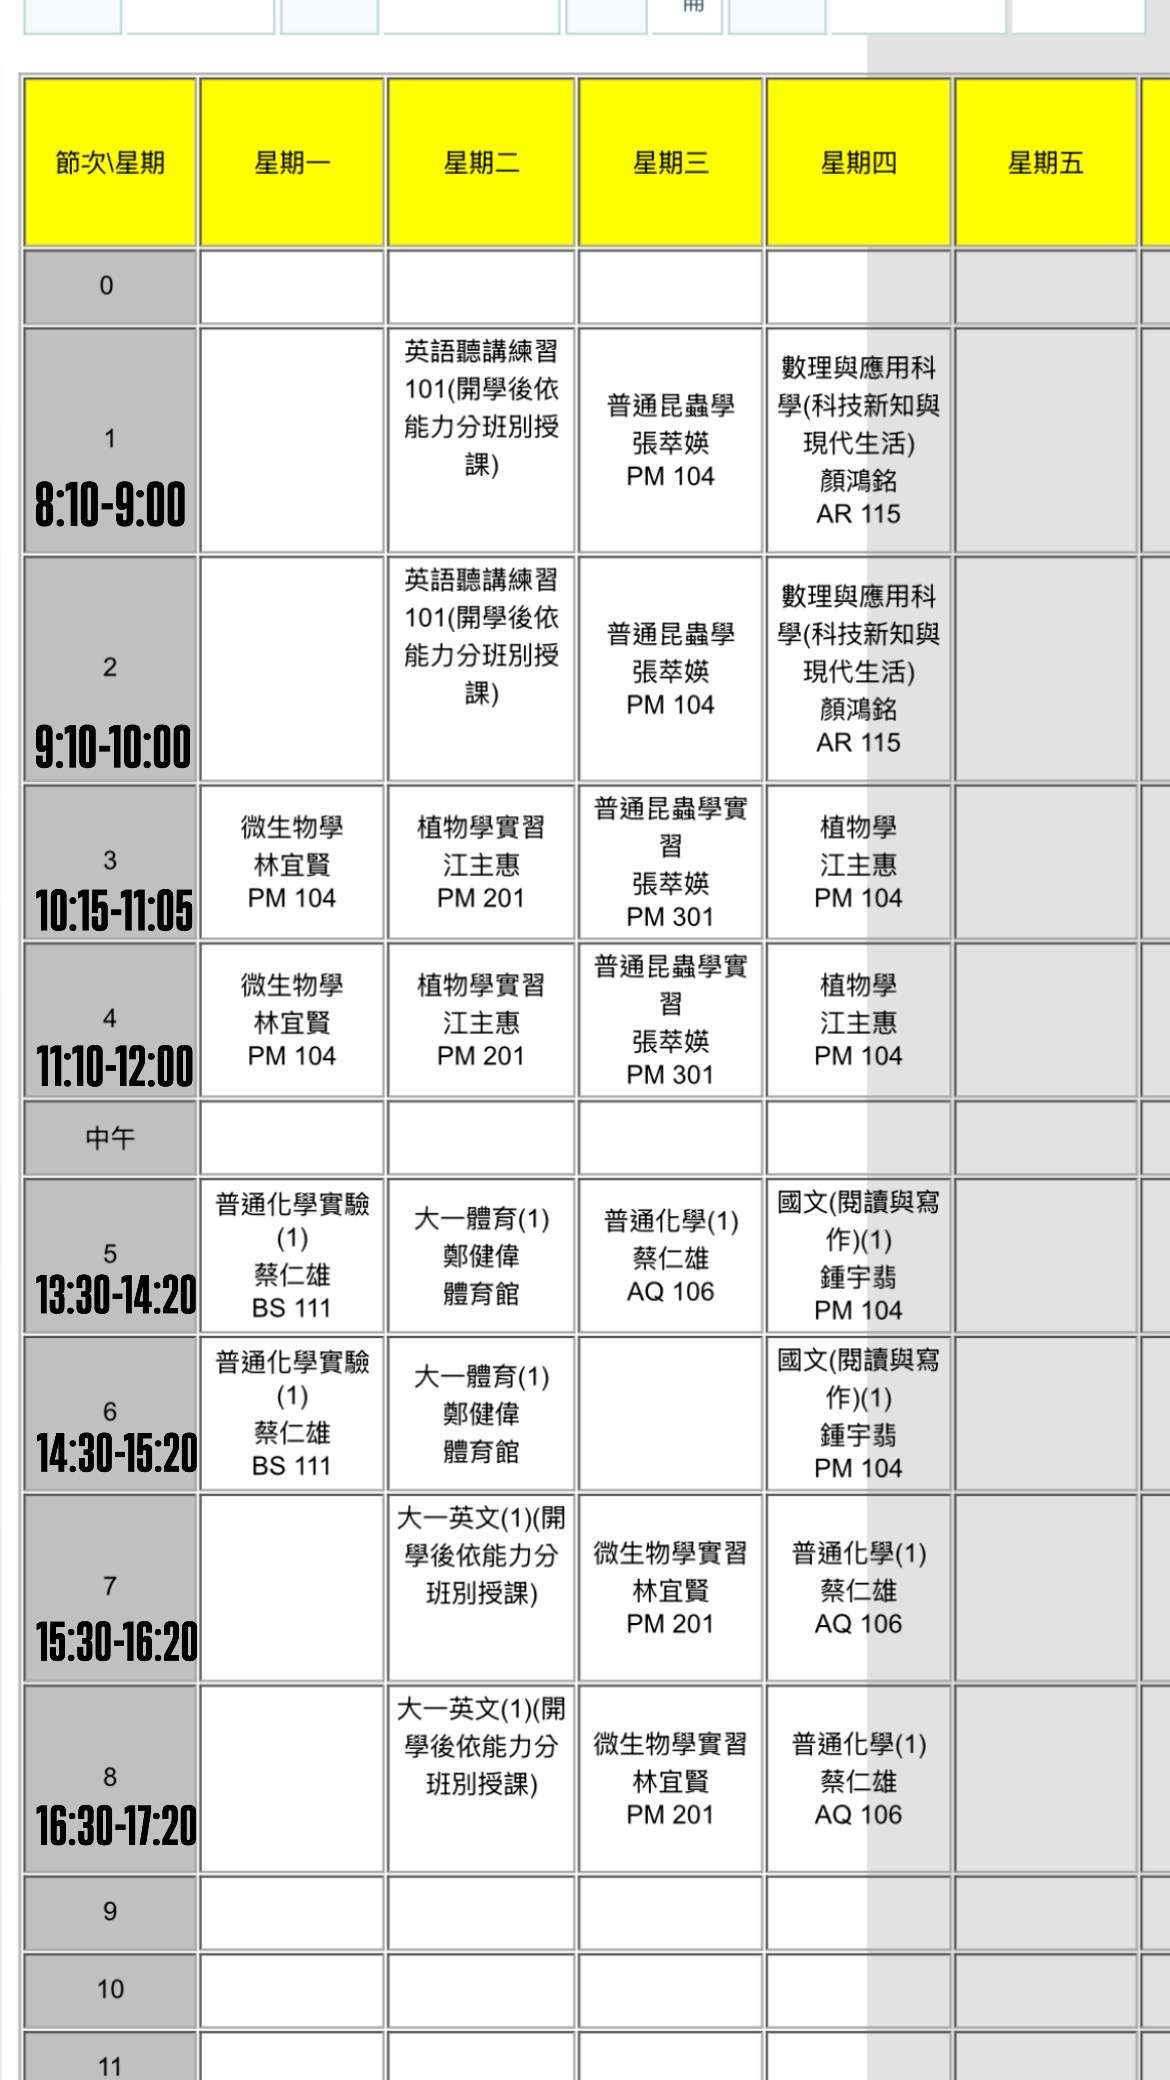 節次\星期 星期一 星期二 星期三 星期四 星期五
0
1
8:10-9:00
英語聽講練習
101(開學後依
能力分班別授
課)
普通昆蟲學
張萃媖
PM 104
數理與應用科
學(科技新知與
現代生活)
顏鴻銘
AR 115
2
9:10-10:00
英語聽講練習
101(開學後依
能力分班別授
課)
普通昆蟲學
張萃媖
PM 104
數理與應用科
學(科技新知與
現代生活)
顏鴻銘
AR 115
3
10:15-11:05
微生物學
林宜賢
PM 104
植物學實習
江主惠
PM 201
普通昆蟲學實
習
張萃媖
PM 301
植物學
江主惠
PM 104
4
11:10-12:00
微生物學
林宜賢
PM 104
植物學實習
江主惠
PM 201
普通昆蟲學實
習
張萃媖
PM 301
植物學
江主惠
PM 104
中午
5
13:30-14:20
普通化學實驗
(1)
蔡仁雄
BS 111
大一體育(1)
鄭健偉
體育館
普通化學(1)
蔡仁雄
AQ 106
國文(閱讀與寫
作)(1)
鍾宇翡
PM 104
6
14:30-15:20
普通化學實驗
(1)
蔡仁雄
BS 111
大一體育(1)
鄭健偉
體育館
國文(閱讀與寫
作)(1)
鍾宇翡
PM 104
7
15:30-16:20
大一英文(1)(開
學後依能力分
班別授課)
微生物學實習
林宜賢
PM 201
普通化學(1)
蔡仁雄
AQ 106
8
16:30-17:20
大一英文(1)(開
學後依能力分
班別授課)
微生物學實習
林宜賢
PM 201
普通化學(1)
蔡仁雄
AQ 106
9
10
11